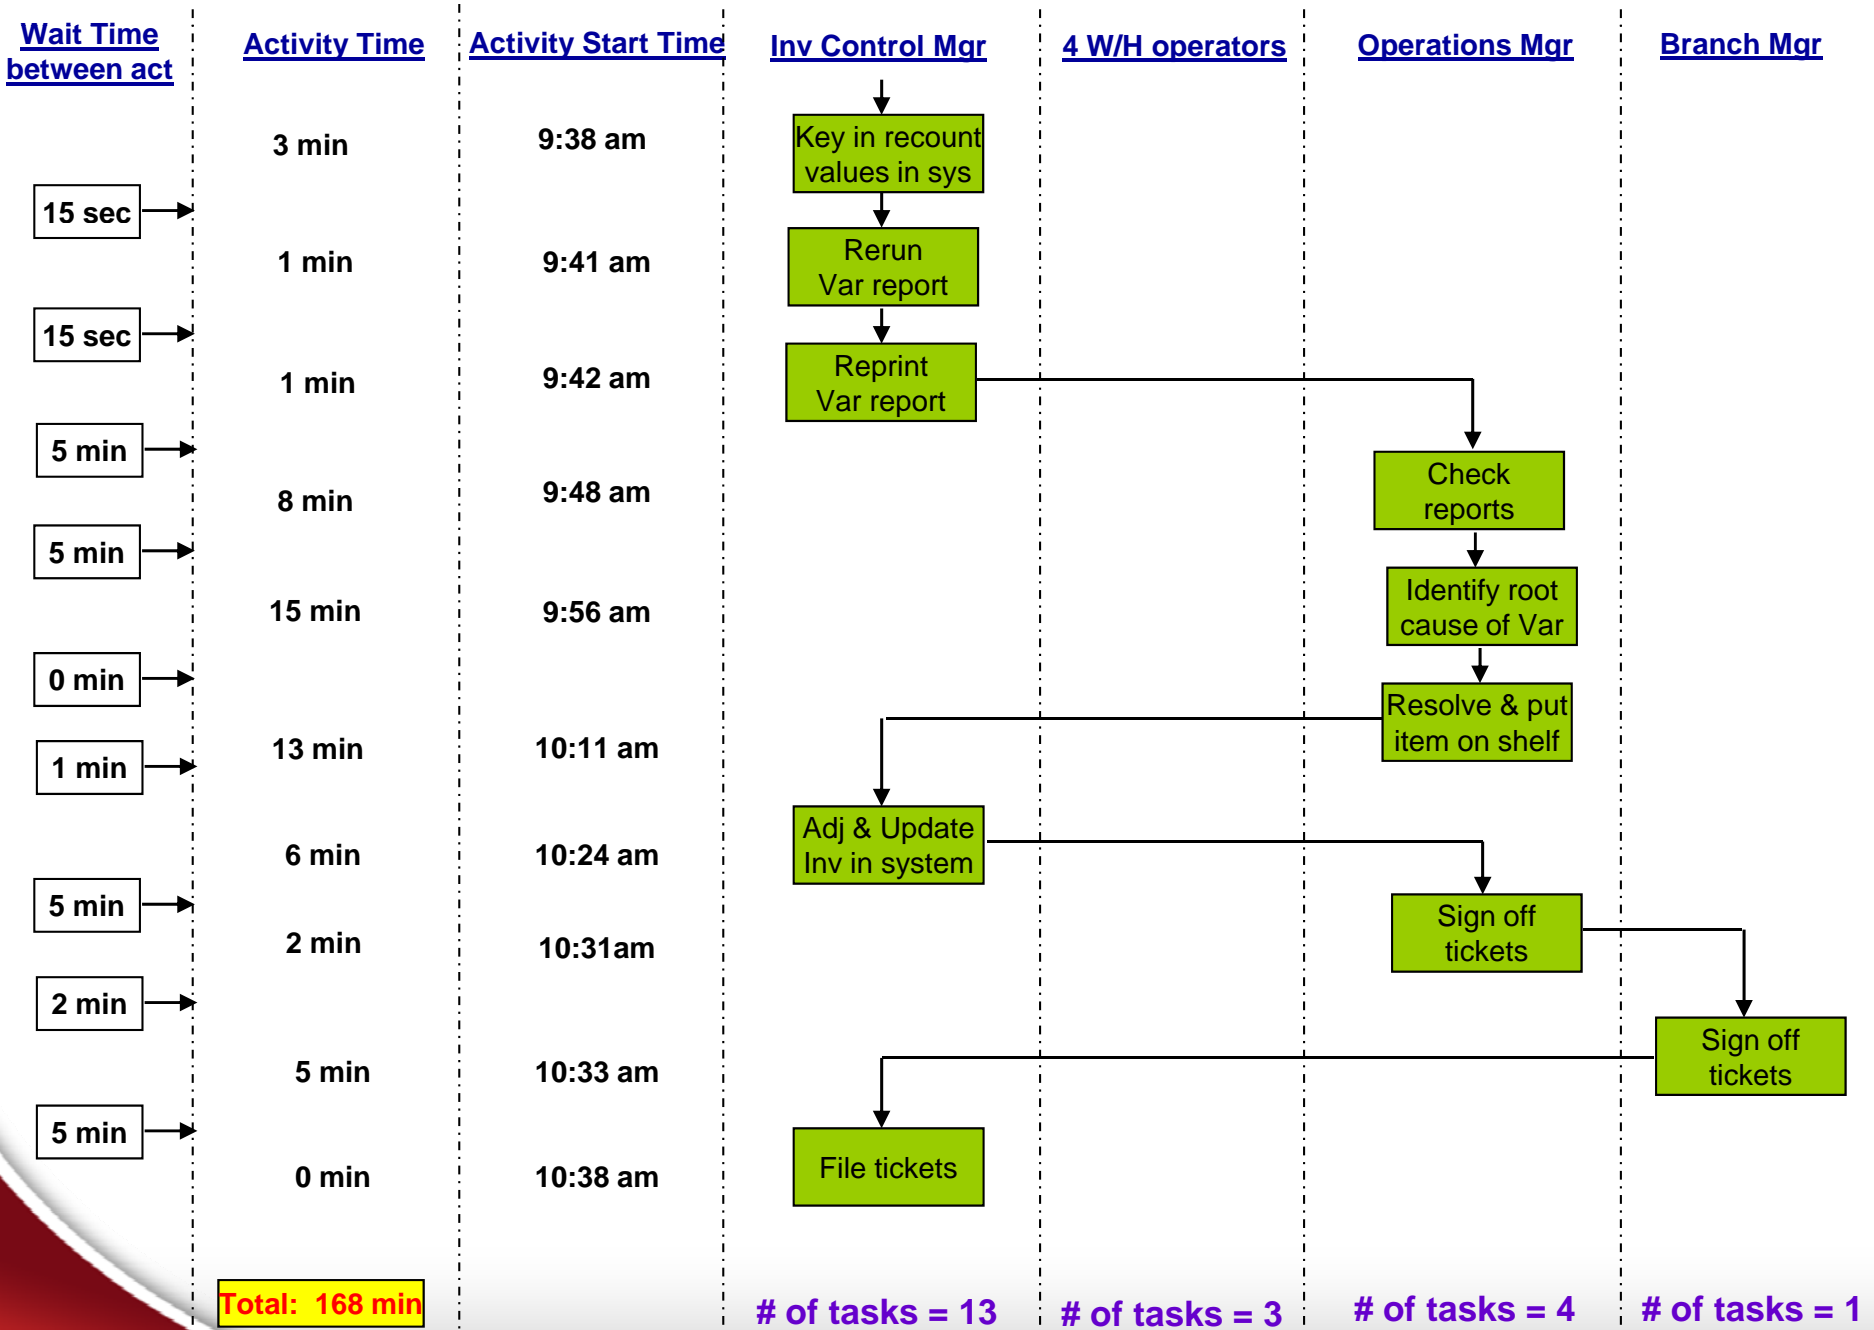 Wait Time
between act
Activity Time
Activity Start Time
Inv Control Mgr
4 W/H operators
Operations Mgr
Branch Mgr
3 min
9:38 am
Key in recount
values in sys
15 sec
1 min
9:41 am
Rerun
Var report
15 sec
1 min
9:42 am
Reprint
Var report
5 min
8 min
9:48 am
Check
reports
5 min
15 min
9:56 am
Identify root
cause of Var
0 min
13 min
10:11 am
Resolve & put
item on shelf
1 min
6 min
10:24 am
Adj & Update
Inv in system
5 min
2 min
10:31am
Sign off
tickets
2 min
5 min
10:33 am
Sign off
tickets
5 min
0 min
10:38 am
File tickets
Total: 168 min
# of tasks = 13
# of tasks = 3
# of tasks = 4
# of tasks = 1